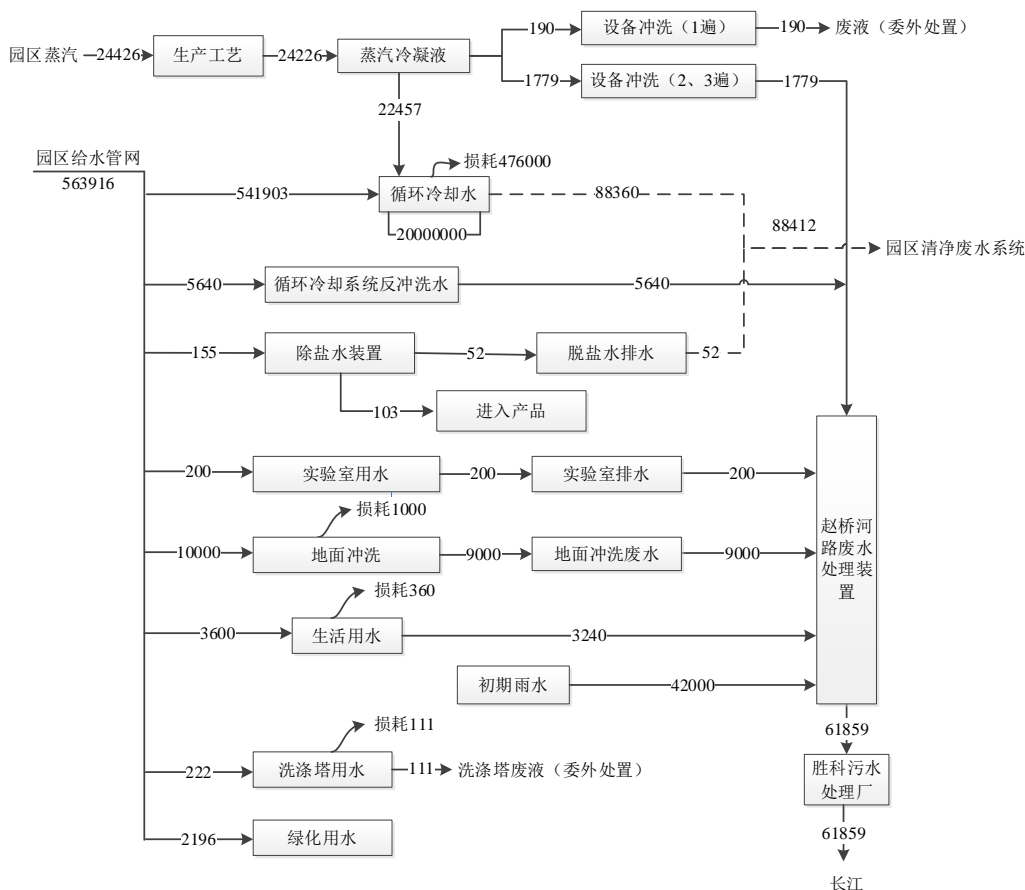 园区蒸汽
24426
生产工艺
24226
蒸汽冷凝液
190
设备冲洗（1遍）
190
废液（委外处置）
1779
设备冲洗（2、3遍）
1779
22457
园区给水管网
563916
损耗476000
541903
循环冷却水
88360
20000000
88412
园区清净废水系统
5640
循环冷却系统反冲洗水
5640
155
除盐水装置
52
脱盐水排水
52
103
进入产品
200
实验室用水
200
实验室排水
200
损耗1000
10000
地面冲洗
9000
地面冲洗废水
9000
赵桥河
路废水
处理装
置
损耗360
3600
生活用水
3240
初期雨水
42000
61859
损耗111
222
洗涤塔用水
111
洗涤塔废液（委外处置）
胜科污水
处理厂
2196
绿化用水
61859
长江